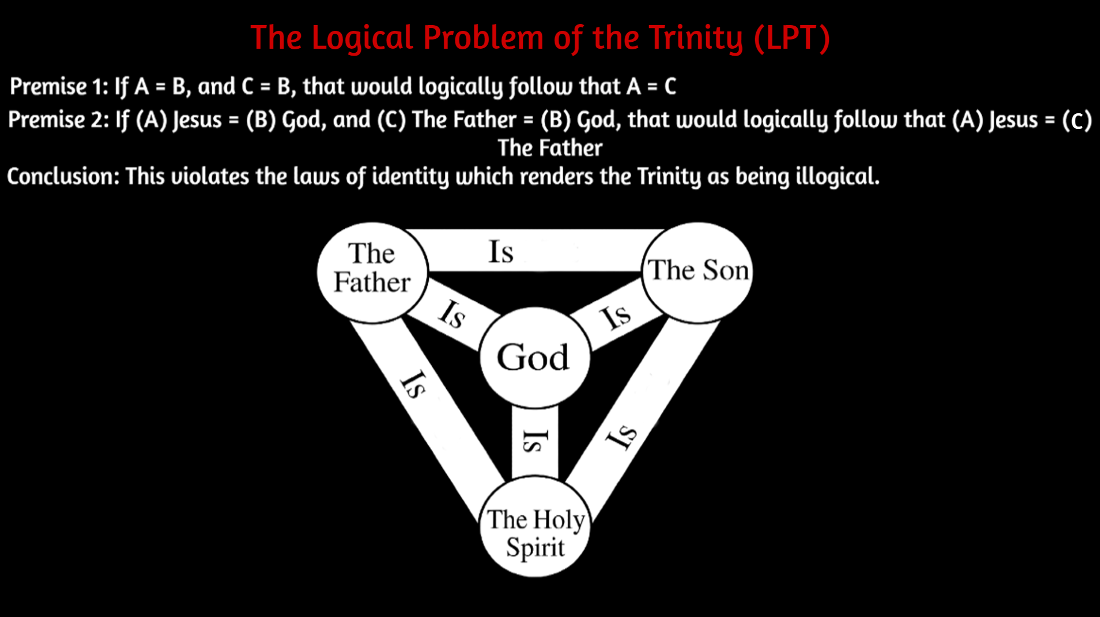 The Logical Problem of the Trinity (LPT)
Premise 1: If A = B, and C = B, that would logically follow that A = C
Premise 2: If (A) Jesus = (B) God, and (C) The Father = (B) God, that would logically follow that (A) Jesus = (C)
The Father
Conclusion: This violates the laws of identity which renders the Trinity as being illogical.
The
Father
Is
The Son
Is
Is
God
Is
Is
Is
The Holy
Spirit